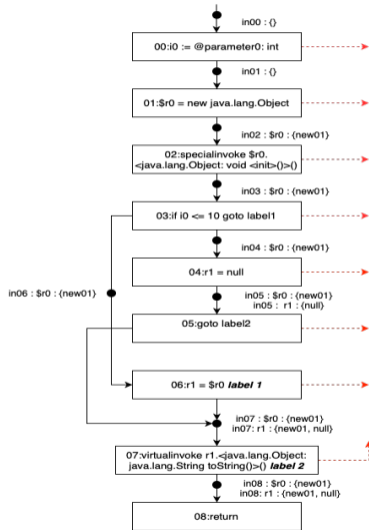 in00 : {}
00:i0 := @parameter0: int
in01 : {}
01:$r0 = new java.lang.Object
in02 : $r0 : {new01}
02:specialinvoke $r0.
<java.lang.Object: void <init>()>()
in03 : $r0 : {new01}
03:if i0 <= 10 goto label1
in04 : $r0 : {new01}
04:r1 = null
in06 : $r0 : {new01}
in05 : $r0 : {new01}
in05 : r1 : {null}
05:goto label2
06:r1 = $r0 label 1
in07 : $r0 : {new01}
in07: r1 : {new01, null}
07:virtualinvoke r1.<java.lang.Object:
java.lang.String toString()>() label 2
in08 : $r0 : {new01}
in08: r1 : {new01, null}
08:return